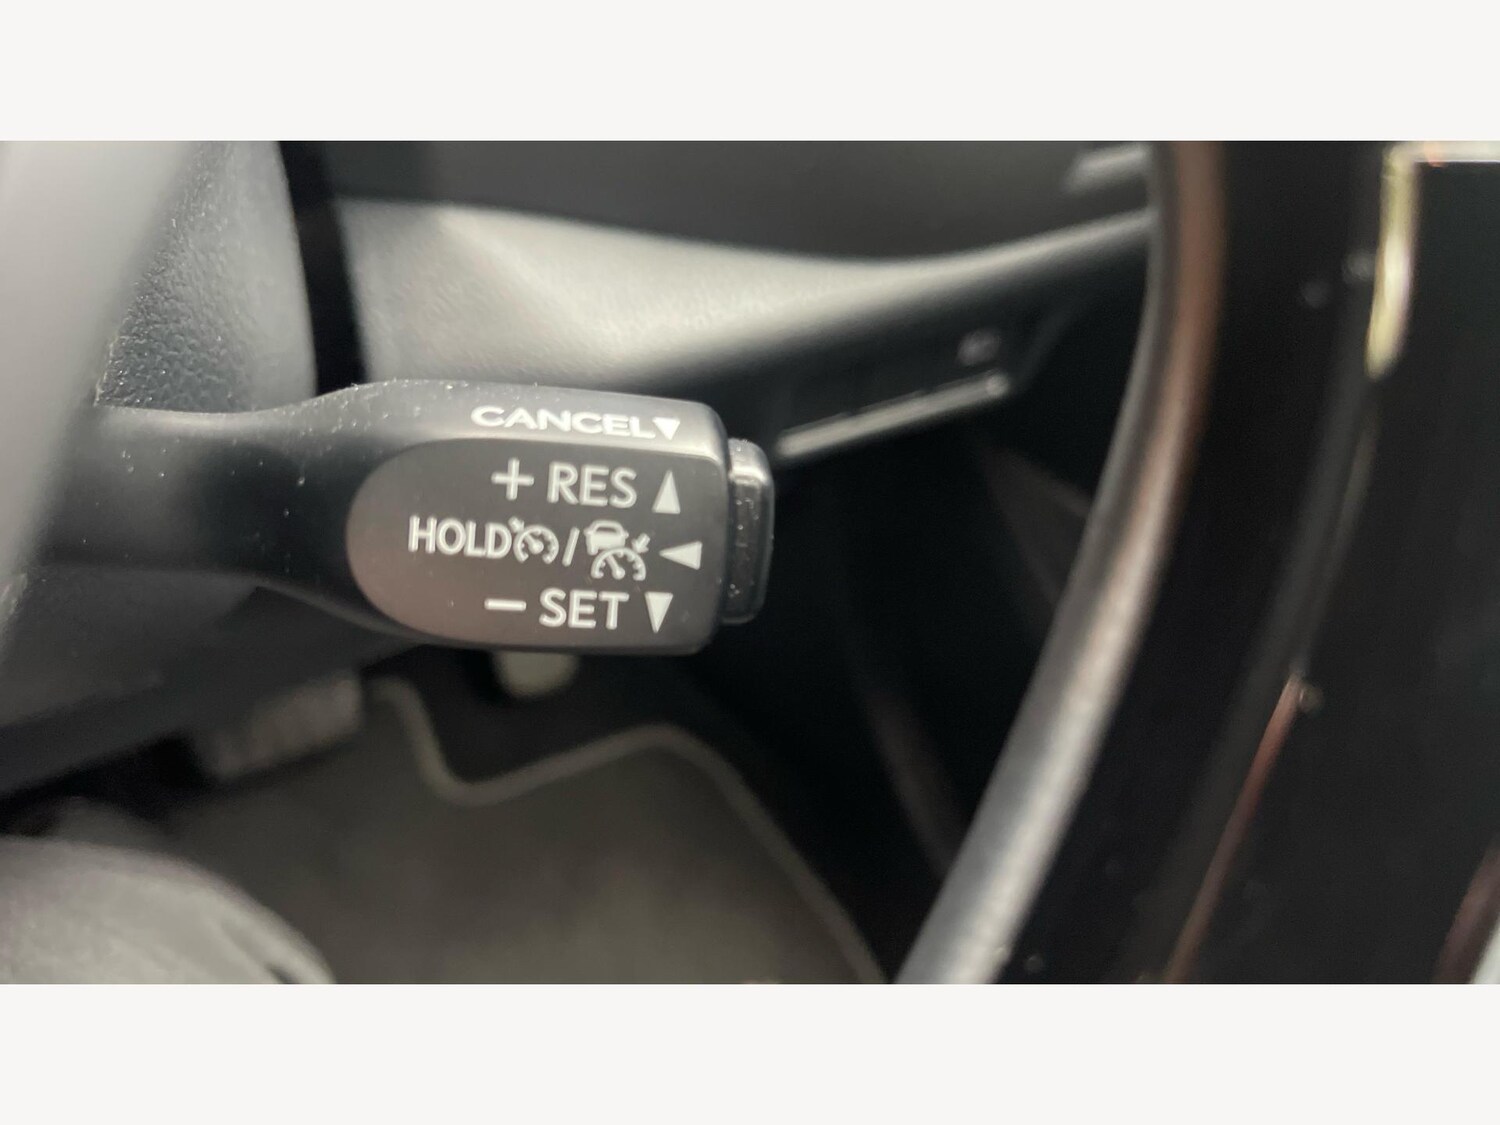 CANCEL▼
+ RES ▲
HOLD / ◀
− SET ▼